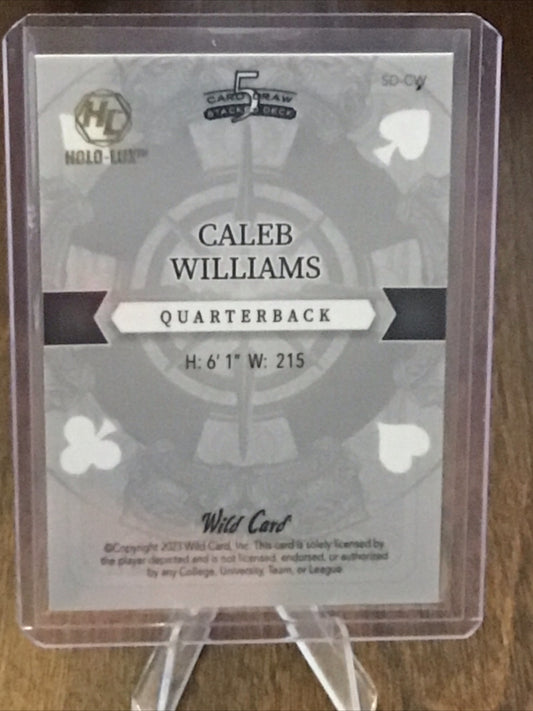 5
CARD DRAW
STACKED DECK
SD-CW
HC
HOLO-LUX™
CALEB
WILLIAMS
QUARTERBACK
H: 6' 1" W: 215
Wild Card
©Copyright 2023 Wild Card, Inc. This card is solely licensed by
the player depicted and is not licensed, endorsed, or authorized
by any College, University, Team, or League.